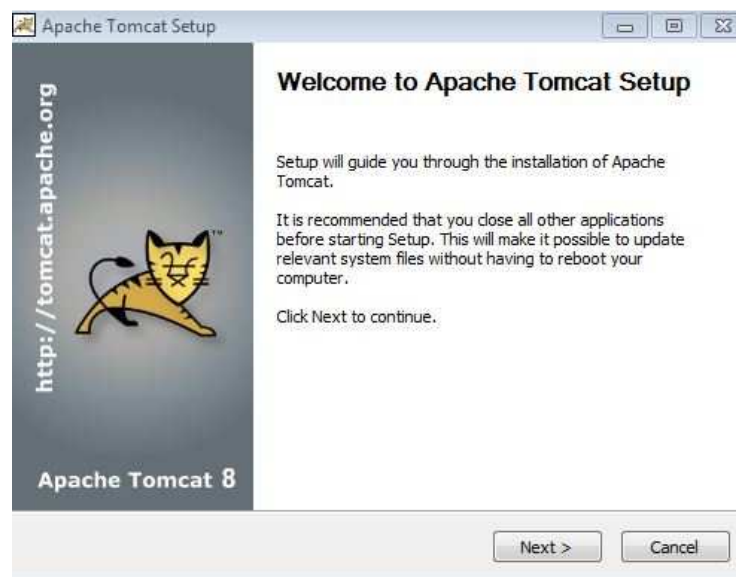 Apache Tomcat Setup
http://tomcat.apache.org
TM
Apache Tomcat 8
Welcome to Apache Tomcat Setup
Setup will guide you through the installation of Apache
Tomcat.
It is recommended that you close all other applications
before starting Setup. This will make it possible to update
relevant system files without having to reboot your
computer.
Click Next to continue.
Next >
Cancel